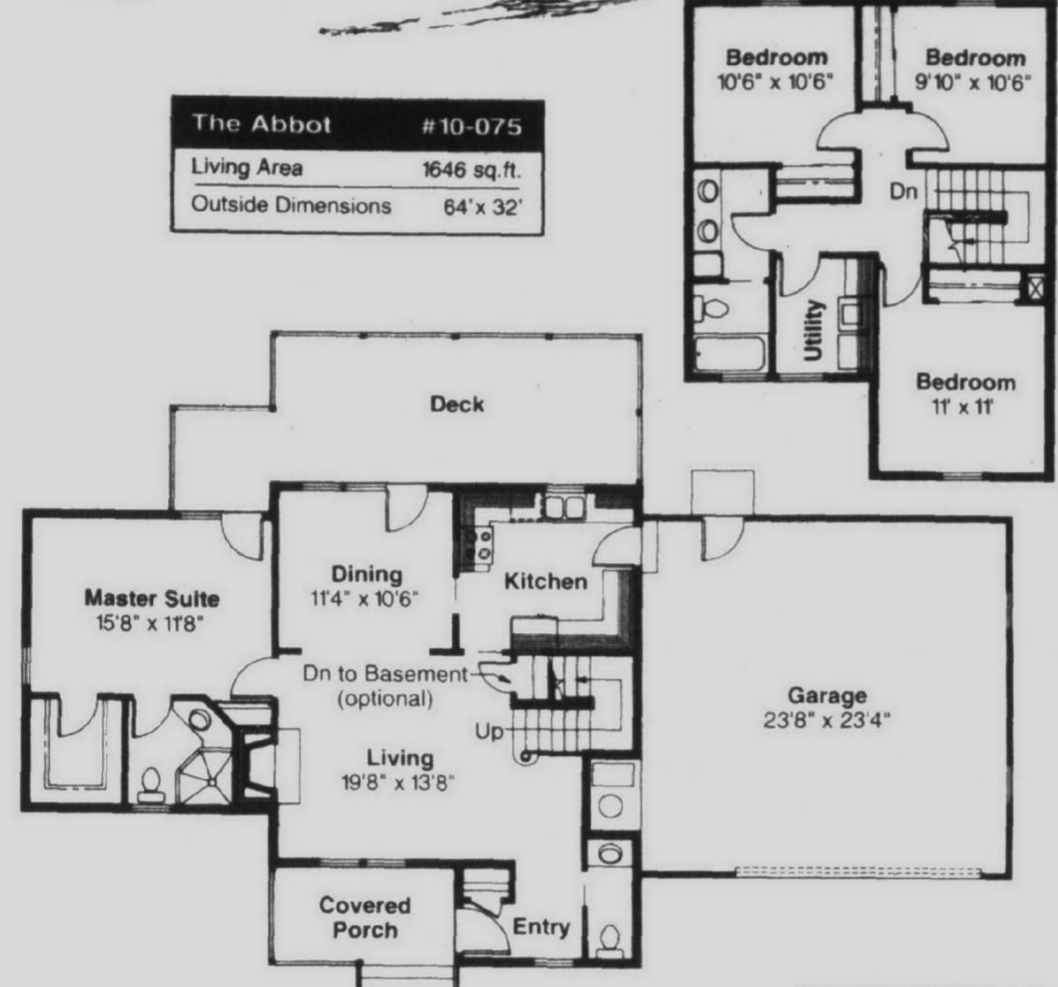 The Abbot #10-075
Living Area 1646 sq.ft.
Outside Dimensions 64'x 32'
Bedroom
10'6" x 10'6"
Bedroom
9'10" x 10'6"
Dn
Utility
Bedroom
11' x 11'
Deck
Master Suite
15'8" x 11'8"
Dining
11'4" x 10'6"
Kitchen
Dn to Basement
(optional)
Up
Living
19'8" x 13'8"
Garage
23'8" x 23'4"
Covered
Porch
Entry